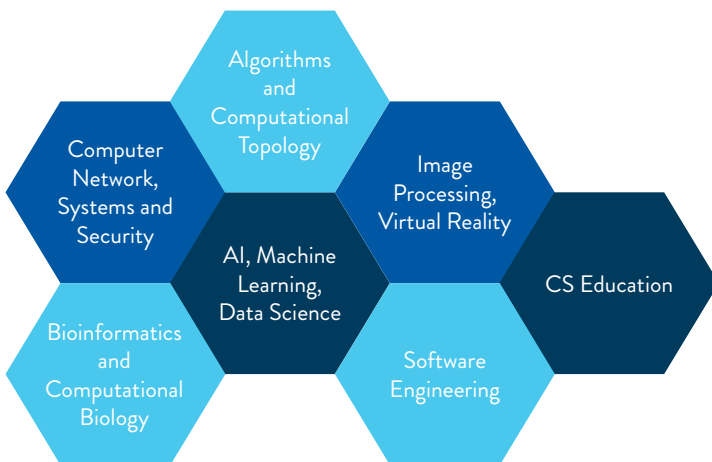 Algorithms
and
Computational
Topology
Computer
Network,
Systems and
Security
Image
Processing,
Virtual Reality
AI, Machine
Learning,
Data Science
CS Education
Bioinformatics
and
Computational
Biology
Software
Engineering